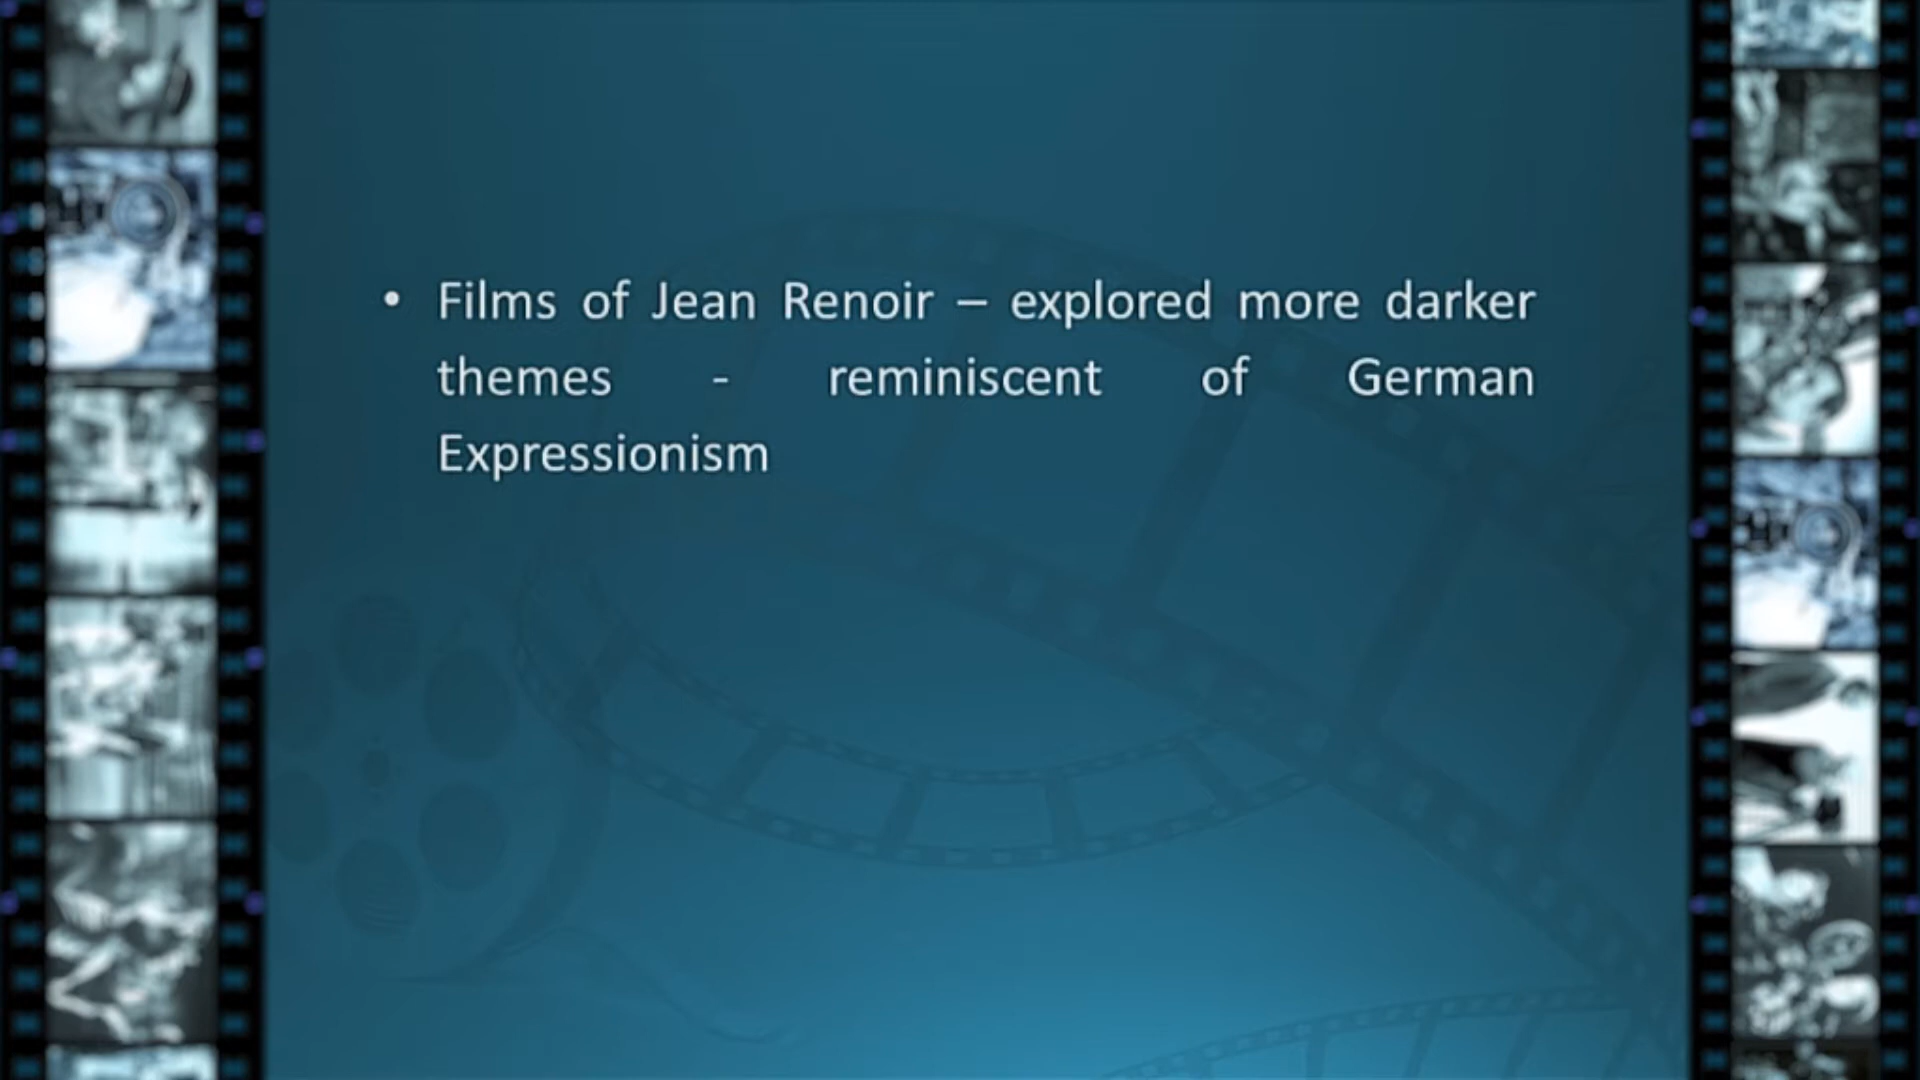 • Films of Jean Renoir – explored more darker
themes - reminiscent of German
Expressionism